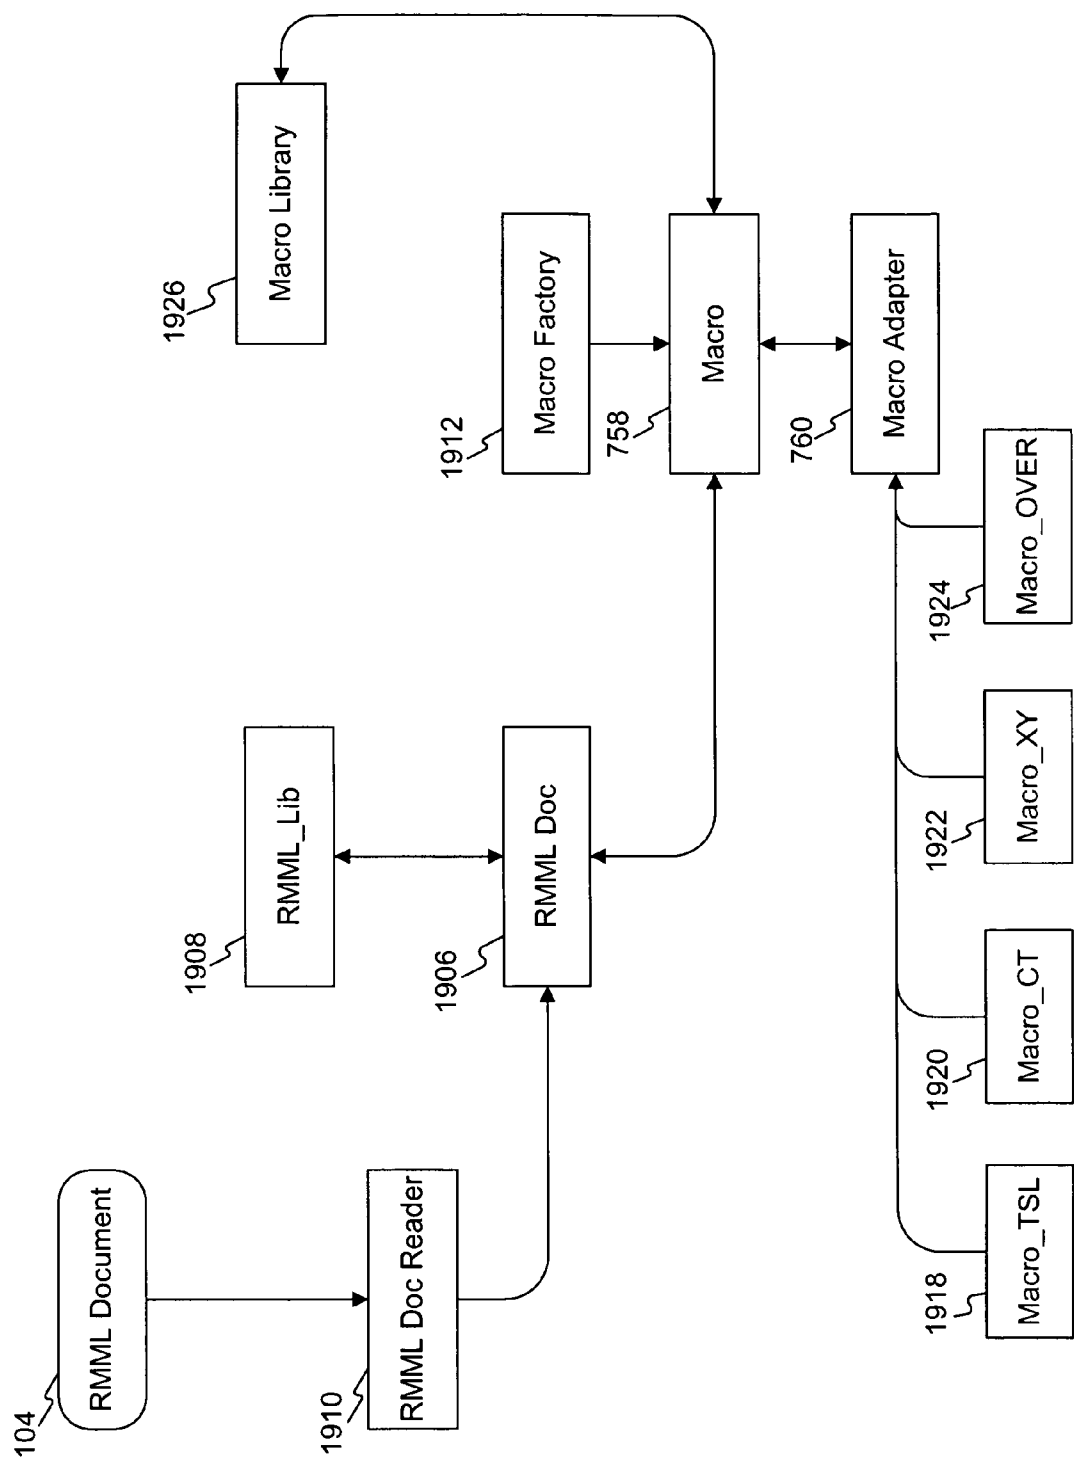 104
RMML Document
1910
RMML Doc Reader
1908
RMML_Lib
1906
RMML Doc
1926
Macro Library
1912
Macro Factory
758
Macro
760
Macro Adapter
1918
Macro_TSL
1920
Macro_CT
1922
Macro_XY
1924
Macro_OVER